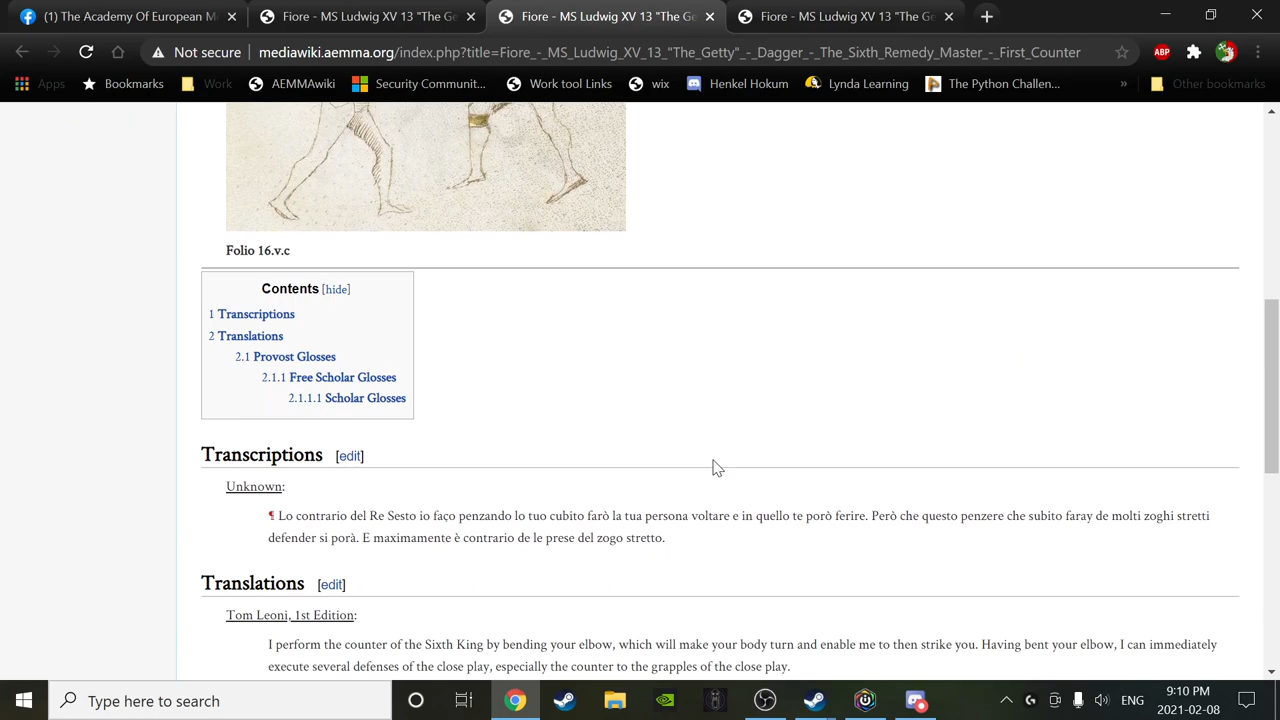 (1) The Academy Of European M
Fiore - MS Ludwig XV 13 "The Ge
Fiore - MS Ludwig XV 13 "The Ge
Fiore - MS Ludwig XV 13 "The Ge
Not secure
mediawiki.aemma.org/index.php?title=Fiore_-_MS_Ludwig_XV_13_"The_Getty"_-_Dagger_-_The_Sixth_Remedy_Master_-_First_Counter
ABP
Apps
Bookmarks
Work
AEMMAwiki
Security Communit...
Work tool Links
wix
Henkel Hokum
Lynda Learning
The Python Challen...
»
Other bookmarks
Folio 16.v.c
Contents [hide]
1 Transcriptions
2 Translations
2.1 Provost Glosses
2.1.1 Free Scholar Glosses
2.1.1.1 Scholar Glosses
Transcriptions [edit]
Unknown:
¶ Lo contrario del Re Sesto io faço penzando lo tuo cubito farò la tua persona voltare e in quello te porò ferire. Però che questo penzere che subito faray de molti zoghi stretti
defender si porà. E maximamente è contrario de le prese del zogo stretto.
Translations [edit]
Tom Leoni, 1st Edition:
I perform the counter of the Sixth King by bending your elbow, which will make your body turn and enable me to then strike you. Having bent your elbow, I can immediately
execute several defenses of the close play, especially the counter to the grapples of the close play.
Type here to search
ENG
9:10 PM
2021-02-08